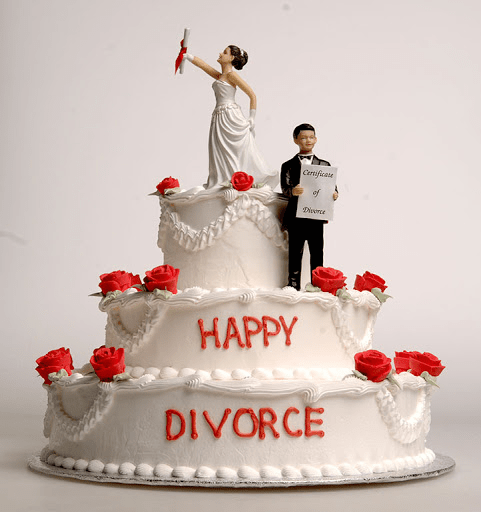 Certificate
of
Divorce
HAPPY
DIVORCE